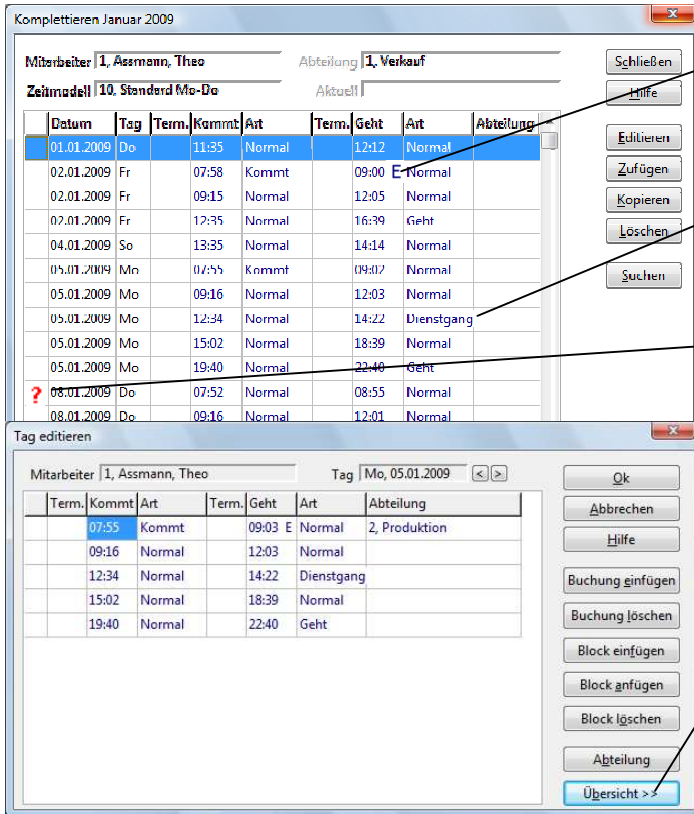 Komplettieren Januar 2009
Mitarbeiter 1, Assmann, Theo Abteilung 1, Verkauf Schließen
Zeitmodell 10, Standard Mo-Do Aktuell Hilfe
Datum Tag Term. Kommt Art Term. Geht Art Abteilung
01.01.2009 Do 11:35 Normal 12:12 Normal Editieren
02.01.2009 Fr 07:58 Kommt 09:00 E Normal Zufügen
02.01.2009 Fr 09:15 Normal 12:05 Normal Kopieren
02.01.2009 Fr 12:35 Normal 16:39 Geht Löschen
04.01.2009 So 13:35 Normal 14:14 Normal
05.01.2009 Mo 07:55 Kommt 09:02 Normal Suchen
05.01.2009 Mo 09:16 Normal 12:03 Normal
05.01.2009 Mo 12:34 Normal 14:22 Dienstgang
05.01.2009 Mo 15:02 Normal 18:39 Normal
05.01.2009 Mo 19:40 Normal 22:40 Geht
? 08.01.2009 Do 07:52 Normal 08:55 Normal
08.01.2009 Do 09:16 Normal 12:01 Normal
Tag editieren
Mitarbeiter 1, Assmann, Theo Tag Mo, 05.01.2009 < > Ok
Term. Kommt Art Term. Geht Art Abteilung Abbrechen
07:55 Kommt 09:03 E Normal 2, Produktion Hilfe
09:16 Normal 12:03 Normal
12:34 Normal 14:22 Dienstgang Buchung einfügen
15:02 Normal 18:39 Normal Buchung löschen
19:40 Normal 22:40 Geht
Block einfügen
Block anfügen
Block löschen
Abteilung
Übersicht >>